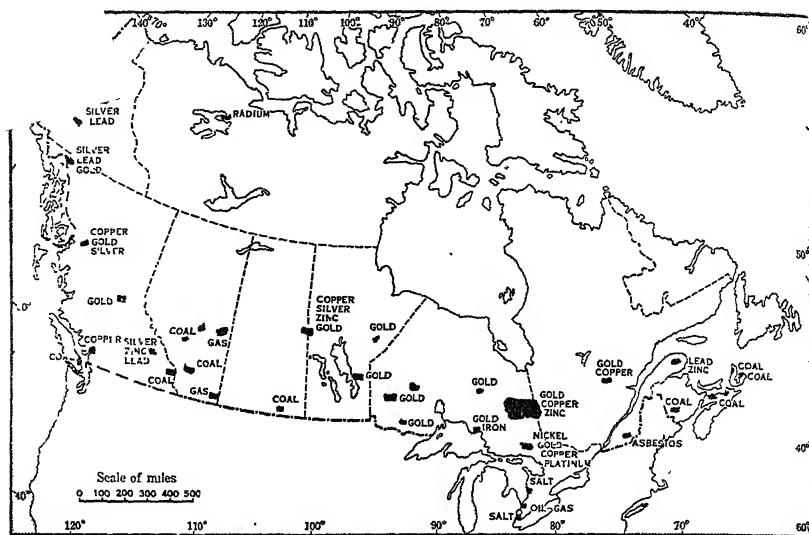 140° 130° 120° 110° 100° 90° 80° 70° 60° 50° 40° 60°
SILVER
LEAD
RADIUM
SILVER
LEAD
GOLD
COPPER
GOLD
SILVER
50°
GOLD
COPPER
SILVER
ZINC
GOLD
GOLD
COAL
GAS
COPPER
SILVER
ZINC
LEAD
COAL
COAL
GAS
COAL
GOLD
GOLD
GOLD
GOLD
GOLD
COPPER
ZINC
GOLD
IRON
NICKEL
GOLD
COPPER
PLATINUM
GOLD
COPPER
LEAD
ZINC
COAL
COAL
COAL
COAL
ASBESTOS
40°
SALT
OIL-GAS
SALT
Scale of miles
0 100 200 300 400 500
40°
120° 110° 100° 90° 80° 70° 60°